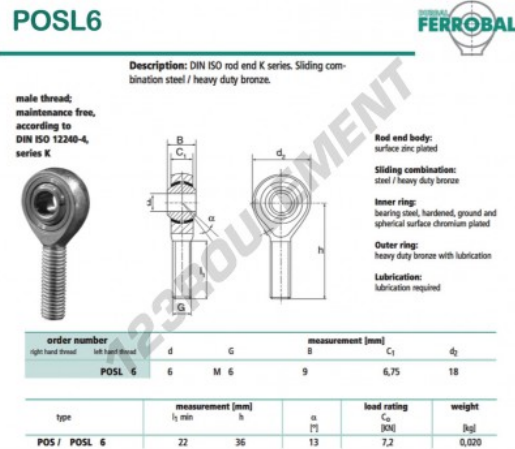 POSL6
DURBAL
FERROBAL
Description: DIN ISO rod end K series. Sliding com-
bination steel / heavy duty bronze.
male thread;
maintenance free,
according to
DIN ISO 12240-4,
series K
B
C1
d
α
l1
G
d2
h
Rod end body:
surface zinc plated
Sliding combination:
steel / heavy duty bronze
Inner ring:
bearing steel, hardened, ground and
spherical surface chromium plated
Outer ring:
heavy duty bronze with lubrication
Lubrication:
lubrication required
123ROULEMENT
order number measurement [mm]
right hand thread left hand thread d G B C1 d2
POSL 6 6 M 6 9 6,75 18
measurement [mm] load rating weight
type l1 min h α C0
[°] [KN] [kg]
POS / POSL 6 22 36 13 7,2 0,020